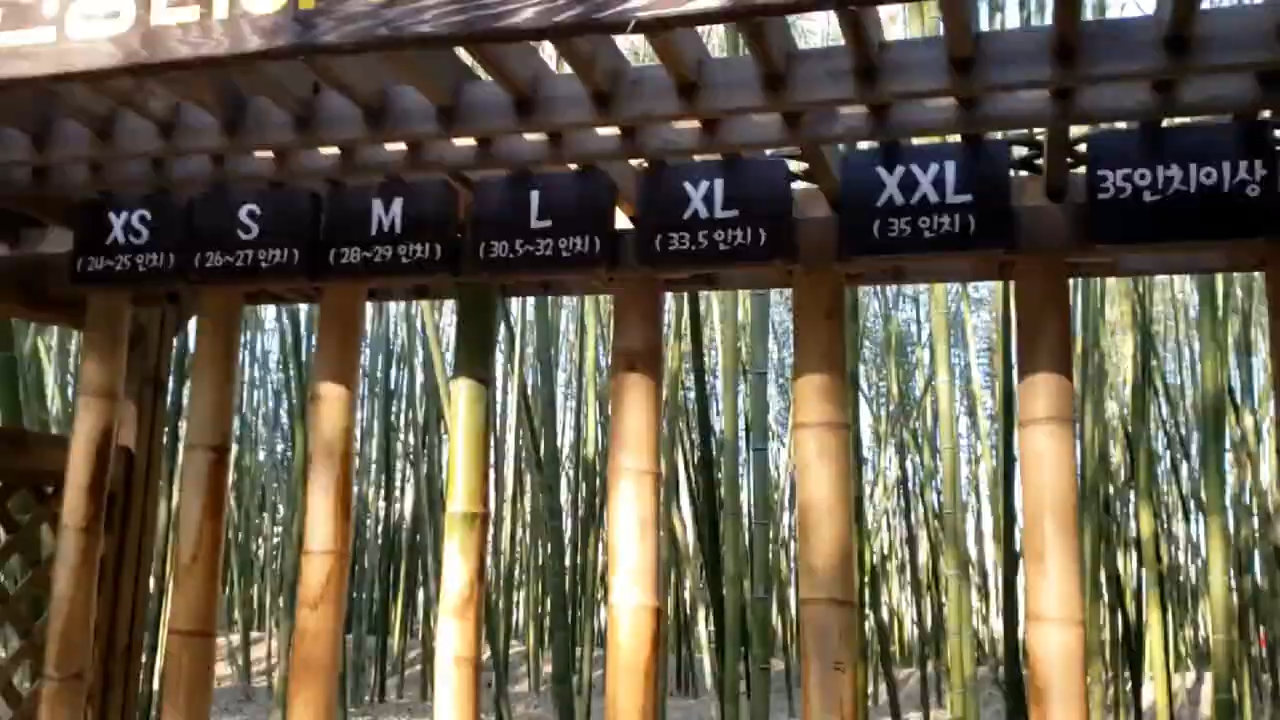 XS
(24~25 인치)
S
(26~27 인치)
M
(28~29 인치)
L
(30.5~32 인치)
XL
(33.5 인치)
XXL
(35 인치)
35인치이상